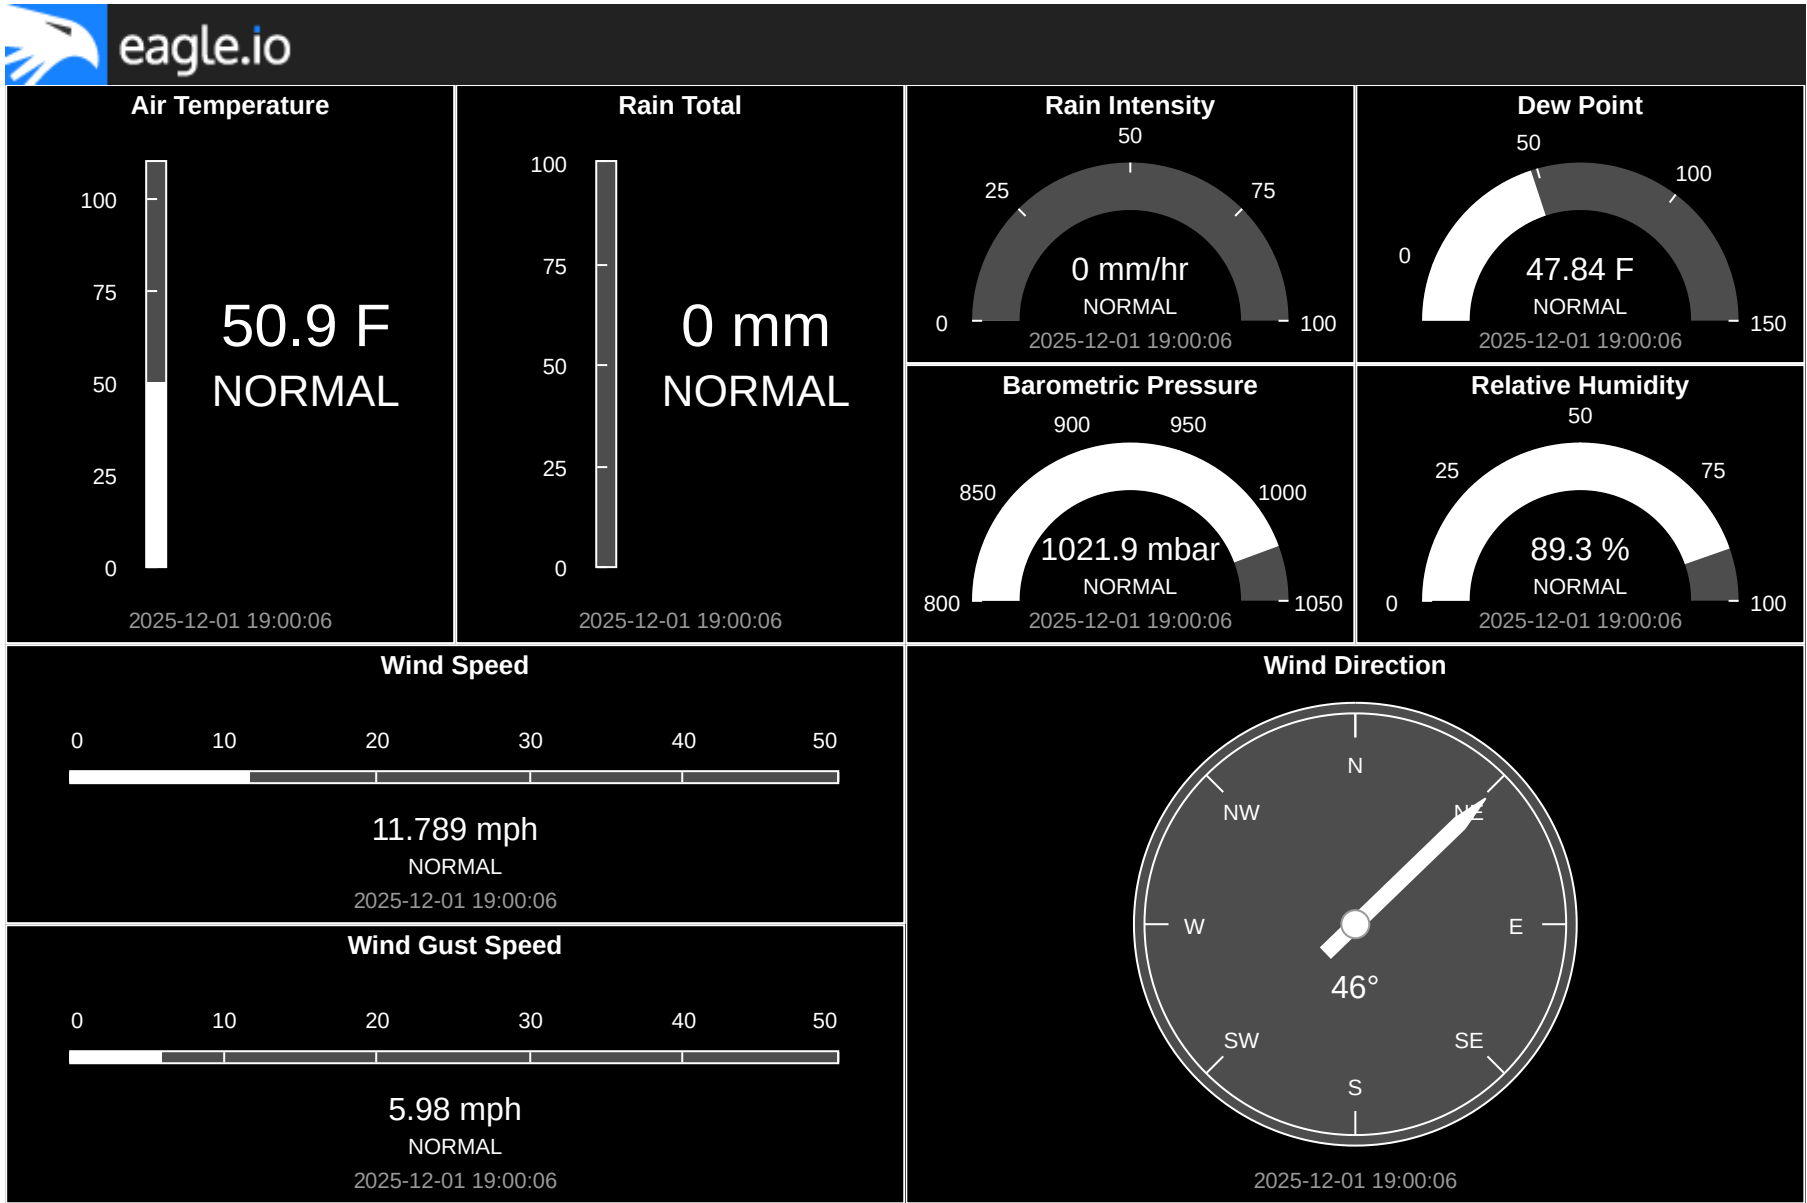 eagle.io
Air Temperature
100
75
50
25
0
50.9 F
NORMAL
2025-12-01 19:00:06
Rain Total
100
75
50
25
0
0 mm
NORMAL
2025-12-01 19:00:06
Rain Intensity
50
25
75
0
100
0 mm/hr
NORMAL
2025-12-01 19:00:06
Dew Point
50
100
0
150
47.84 F
NORMAL
2025-12-01 19:00:06
Barometric Pressure
900
950
850
1000
800
1050
1021.9 mbar
NORMAL
2025-12-01 19:00:06
Relative Humidity
50
25
75
0
100
89.3 %
NORMAL
2025-12-01 19:00:06
Wind Speed
0 10 20 30 40 50
11.789 mph
NORMAL
2025-12-01 19:00:06
Wind Gust Speed
0 10 20 30 40 50
5.98 mph
NORMAL
2025-12-01 19:00:06
Wind Direction
N
NW
NE
W
E
46°
SW
SE
S
2025-12-01 19:00:06